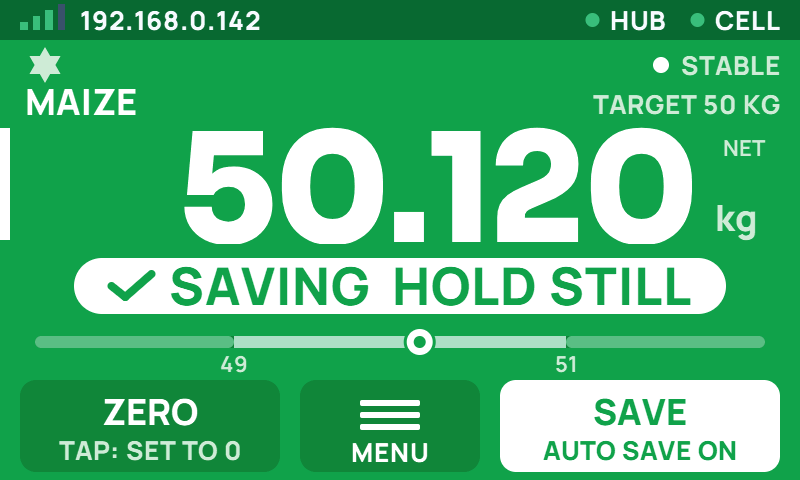 192.168.0.142 HUB CELL
STABLE
MAIZE TARGET 50 KG
50.120 NET
kg
SAVING HOLD STILL
49 51
ZERO MENU SAVE
TAP: SET TO 0 AUTO SAVE ON